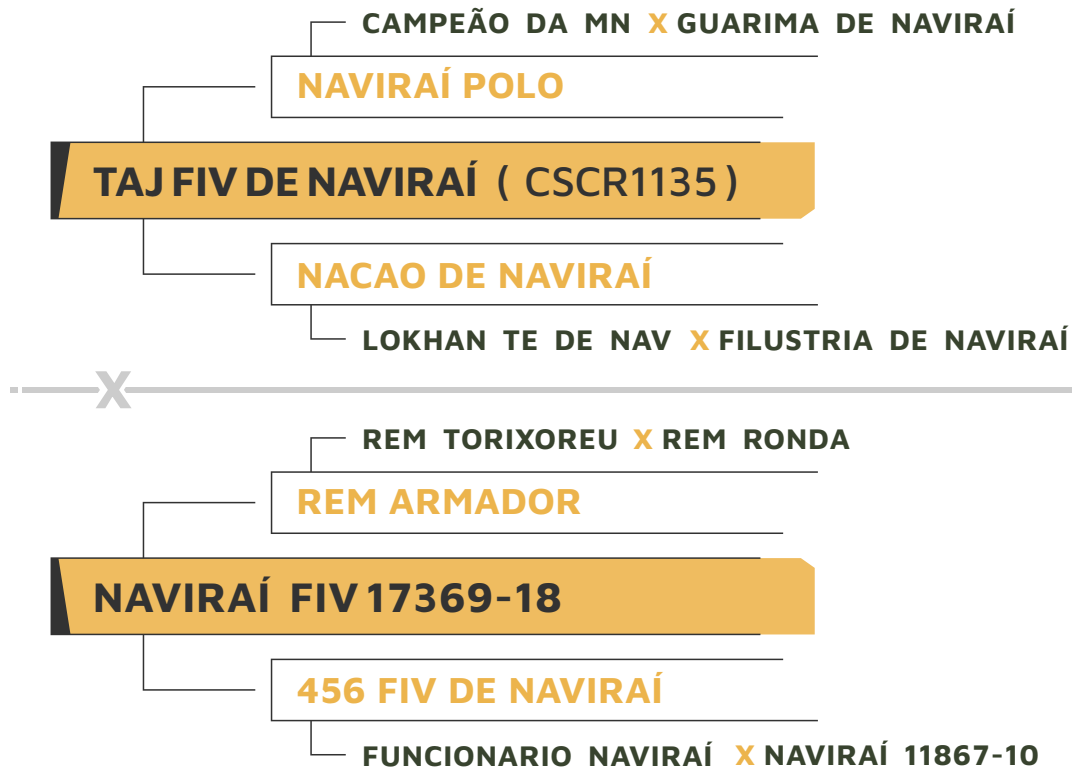 CAMPEÃO DA MN X GUARIMA DE NAVIRAÍ
NAVIRAÍ POLO
TAJ FIV DE NAVIRAÍ ( CSCR1135 )
NACAO DE NAVIRAÍ
LOKHAN TE DE NAV X FILUSTRIA DE NAVIRAÍ
X
REM TORIXOREU X REM RONDA
REM ARMADOR
NAVIRAÍ FIV 17369-18
456 FIV DE NAVIRAÍ
FUNCIONARIO NAVIRAÍ X NAVIRAÍ 11867-10